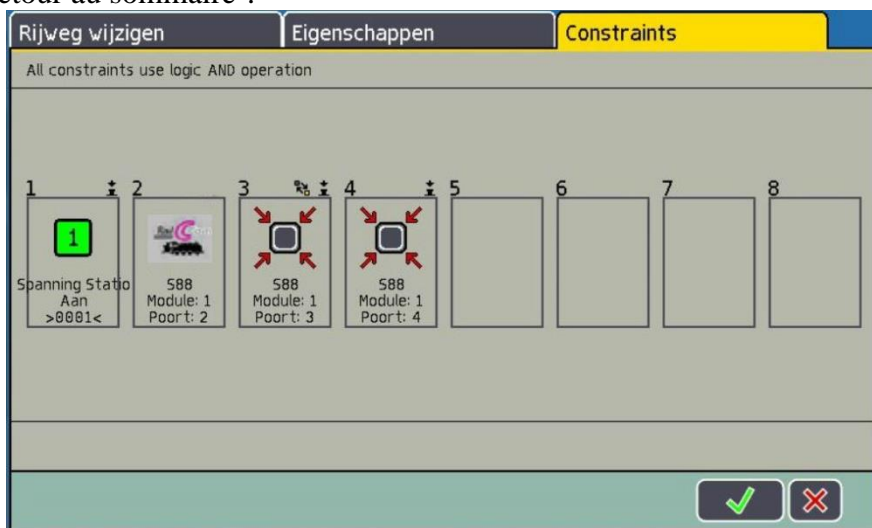 etour au sommaire .
Rijweg wijzigen Eigenschappen Constraints
All constraints use logic AND operation
1 2 3 4 5 6 7 8
1
Spanning Statio
Aan
>0001<
S88
Module: 1
Poort: 2
S88
Module: 1
Poort: 3
S88
Module: 1
Poort: 4